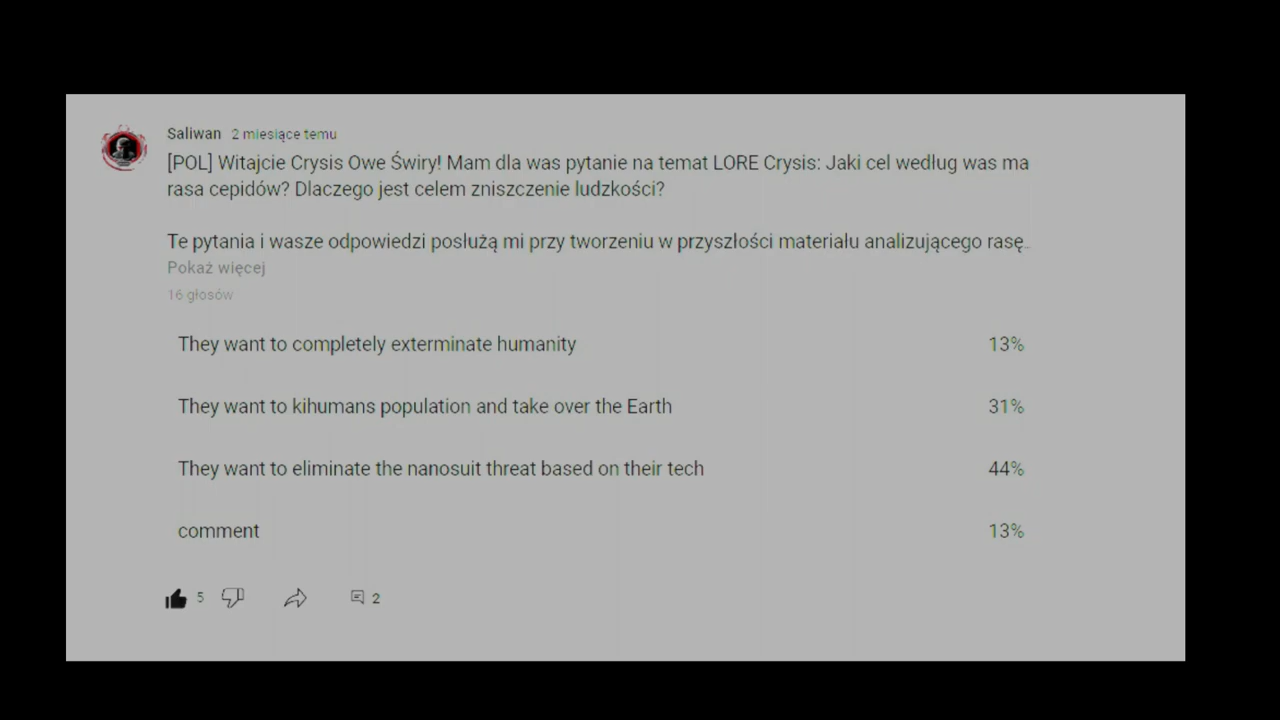 Saliwan 2 miesiące temu
[POL] Witajcie Crysis Owe Świry! Mam dla was pytanie na temat LORE Crysis: Jaki cel według was ma
rasa cepidów? Dlaczego jest celem zniszczenie ludzkości?
Te pytania i wasze odpowiedzi posłużą mi przy tworzeniu w przyszłości materiału analizującego rasę...
Pokaż więcej
16 głosów
They want to completely exterminate humanity 13%
They want to kihumans population and take over the Earth 31%
They want to eliminate the nanosuit threat based on their tech 44%
comment 13%
5 2